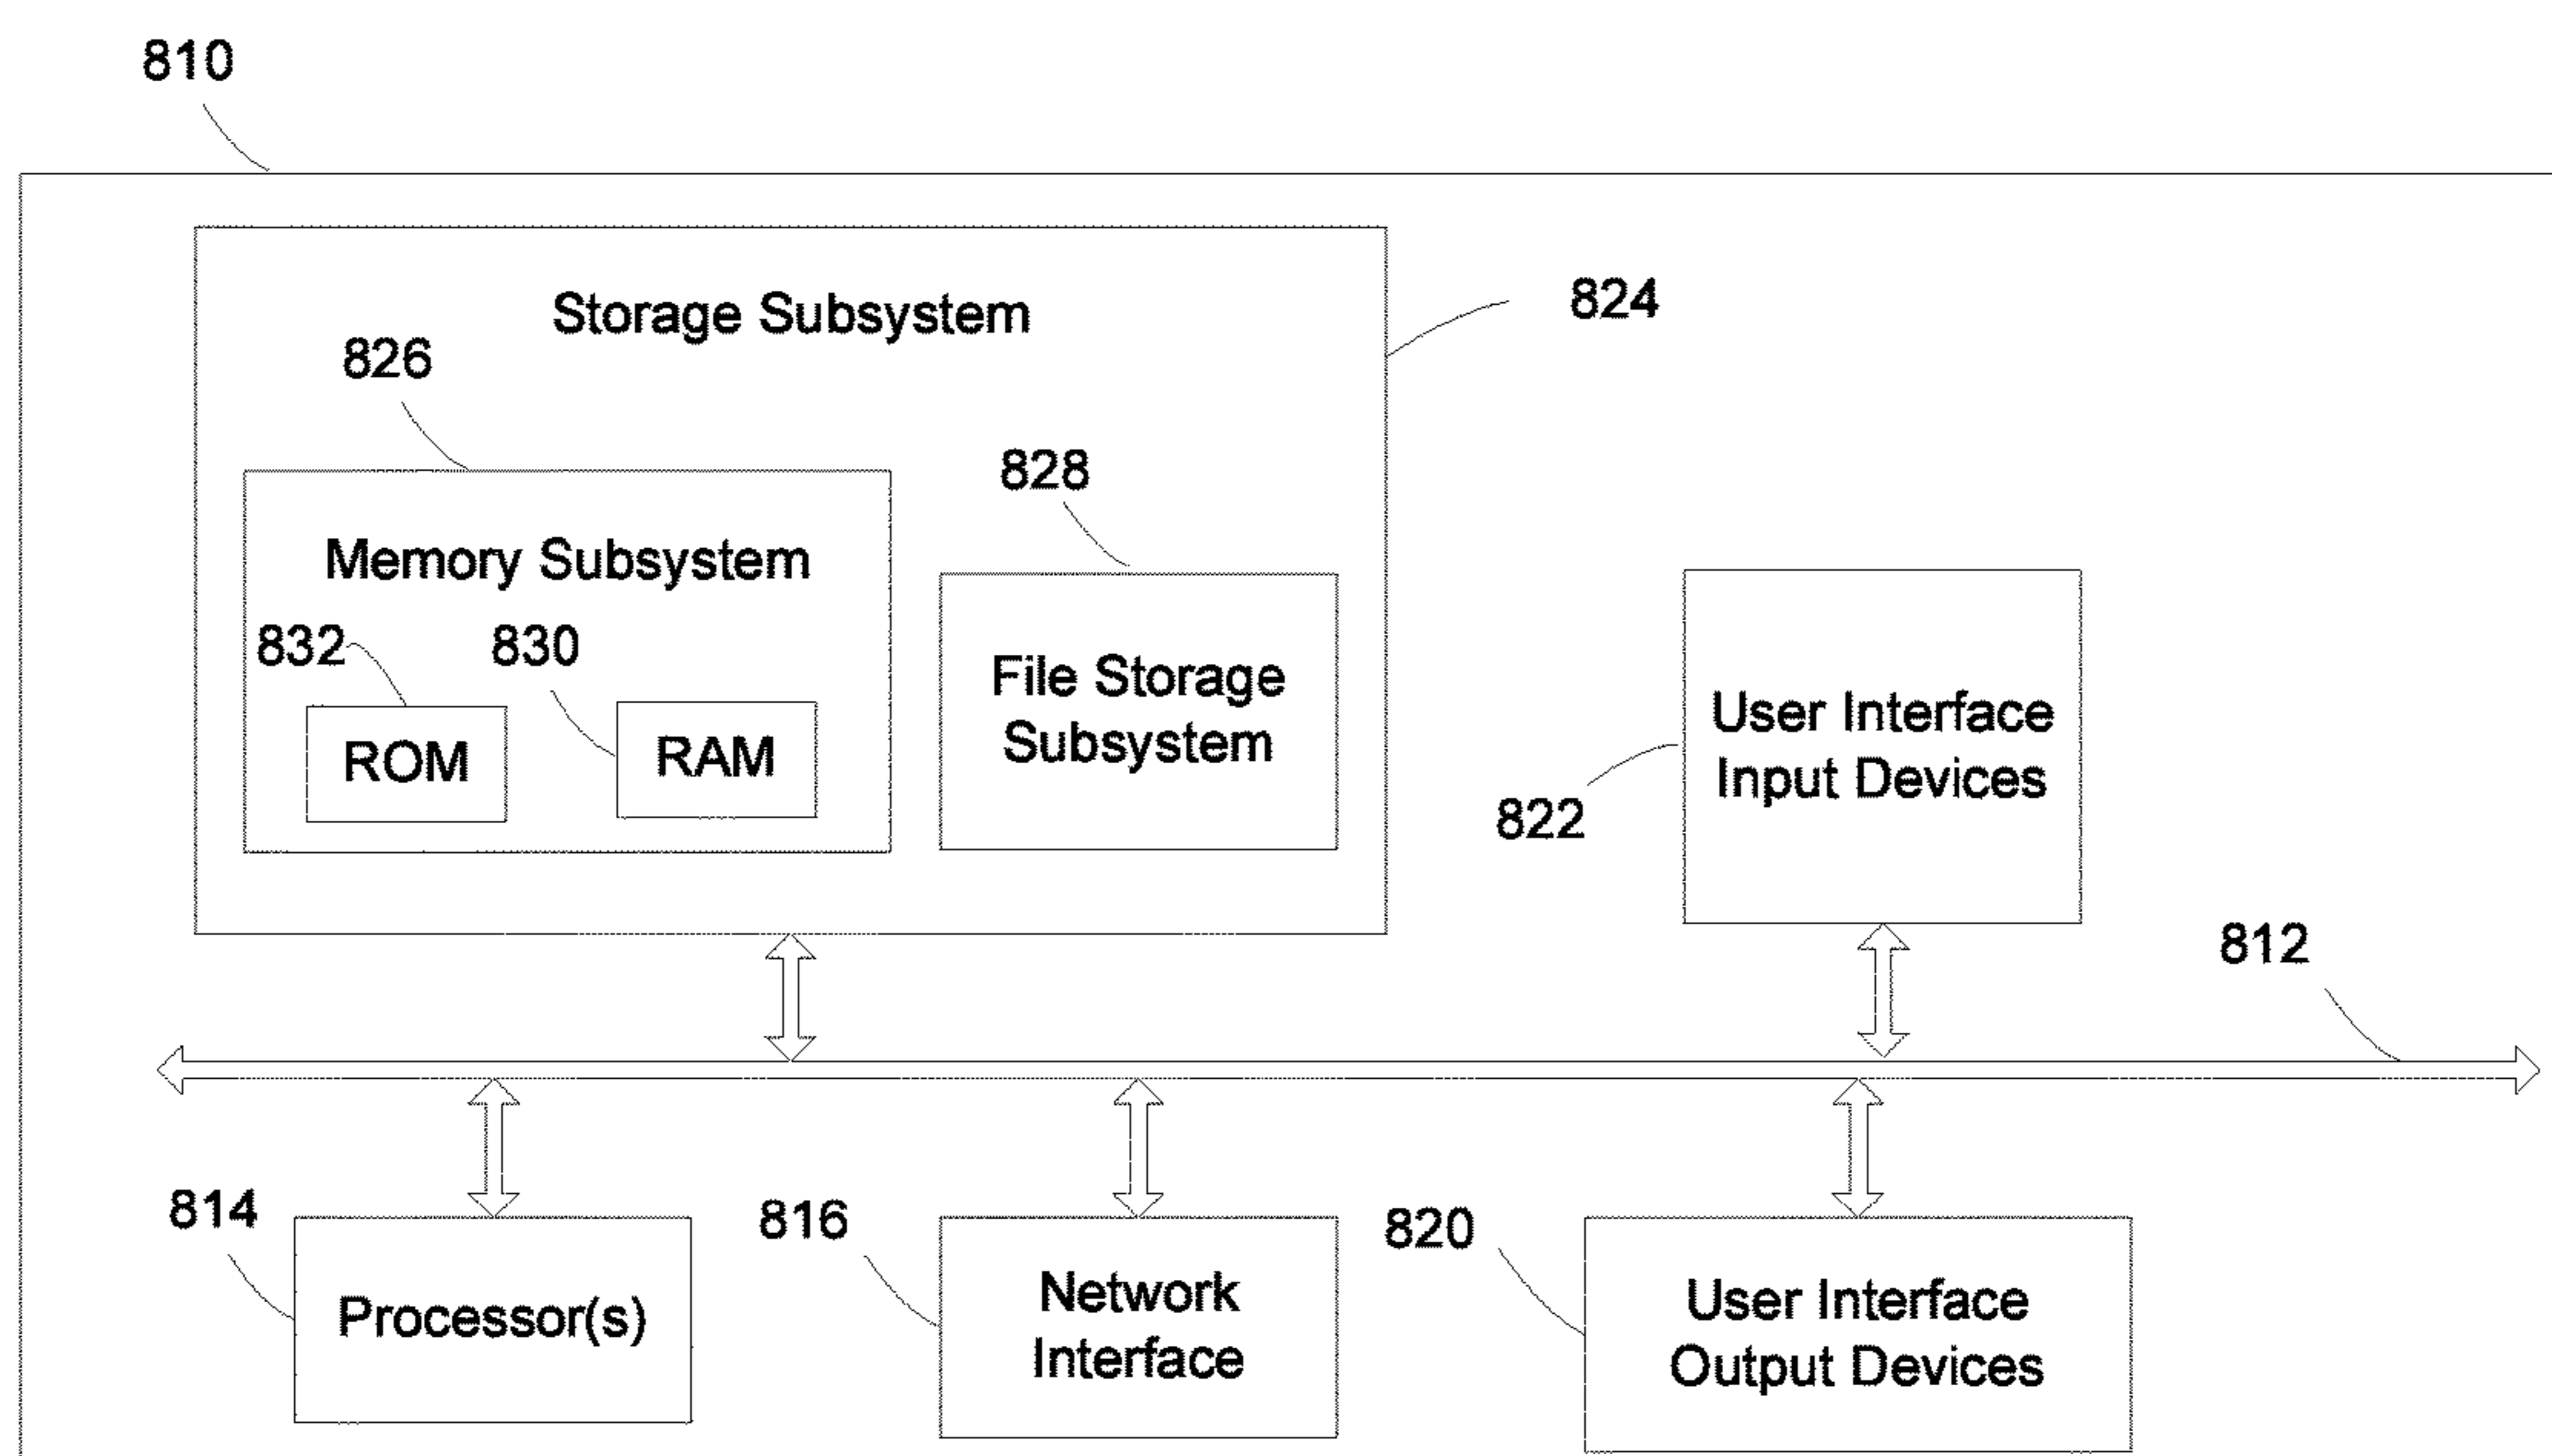 810
Storage Subsystem
824
826
828
Memory Subsystem
832
830
File Storage
Subsystem
ROM
RAM
User Interface
Input Devices
822
812
814
816
820
Processor(s)
Network
Interface
User Interface
Output Devices